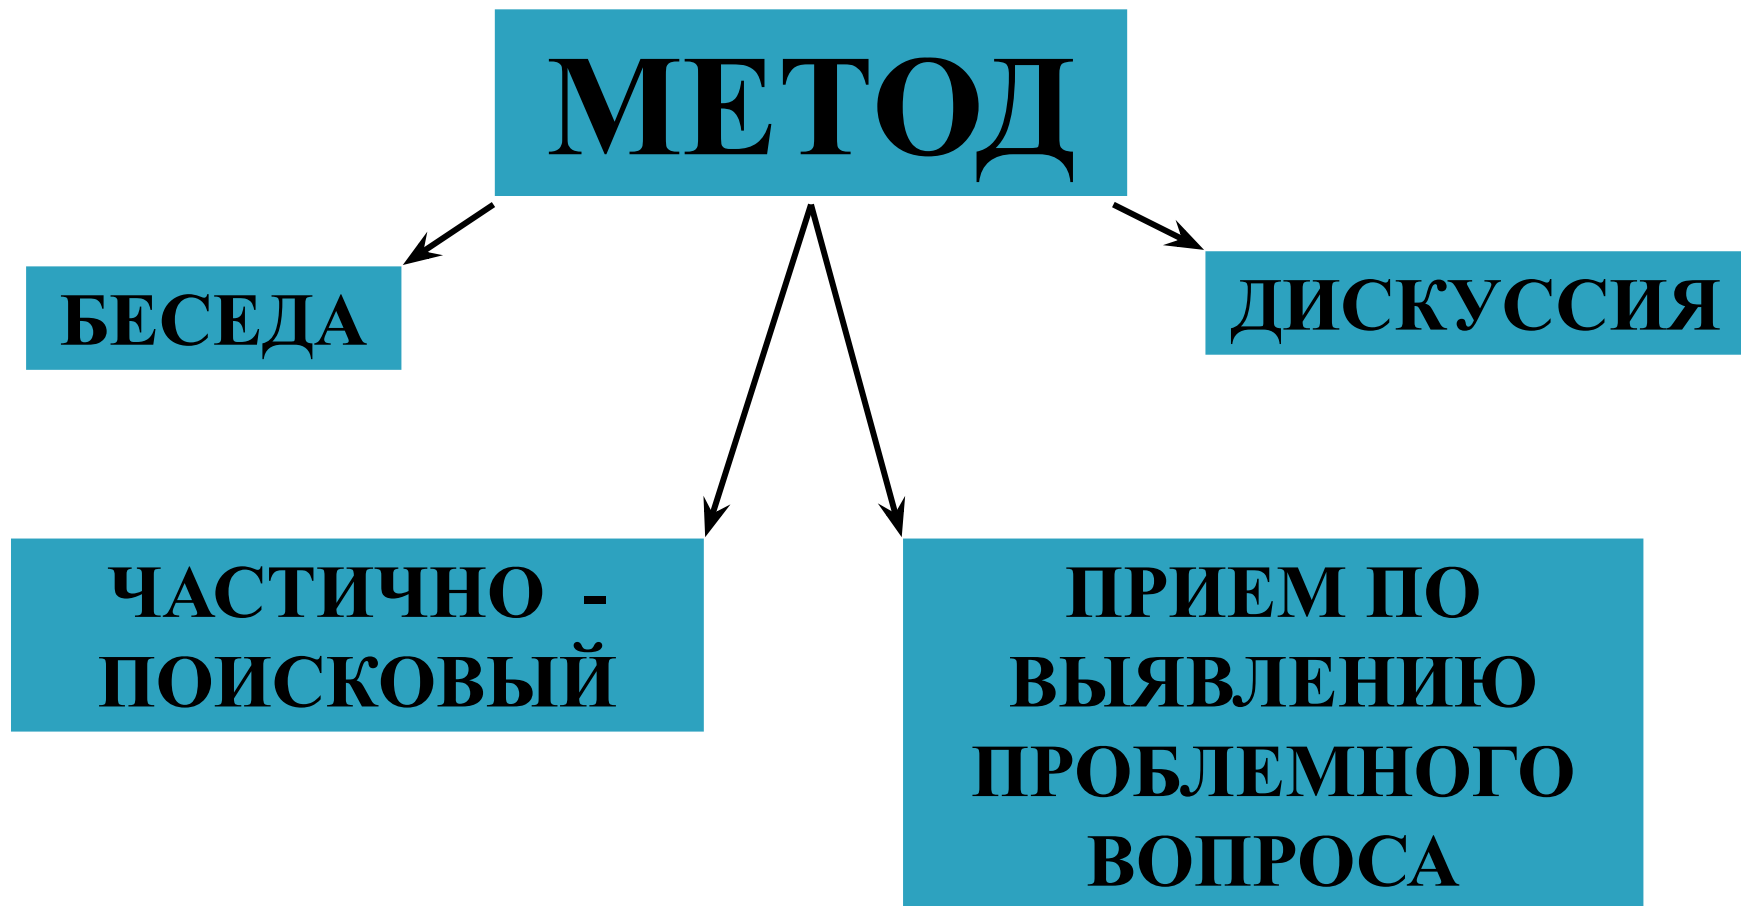 МЕТОД
БЕСЕДА
ДИСКУССИЯ
ЧАСТИЧНО -
ПОИСКОВЫЙ
ПРИЕМ ПО
ВЫЯВЛЕНИЮ
ПРОБЛЕМНОГО
ВОПРОСА